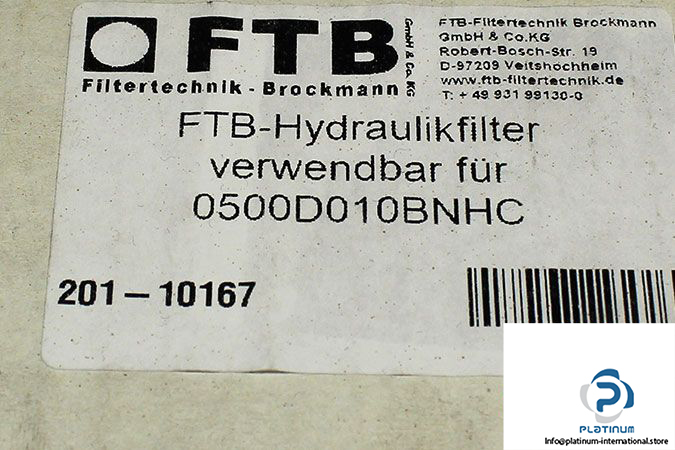 FTB
GmbH & Co. KG
Filtertechnik - Brockmann
FTB-Filtertechnik Brockmann
GmbH & Co.KG
Robert-Bosch-Str. 19
D-97209 Veitshöchheim
www.ftb-filtertechnik.de
T: + 49 931 99130-0
FTB-Hydraulikfilter
verwendbar für
0500D010BNHC
201-10167
PLATINUM
Info@platinum-international.store